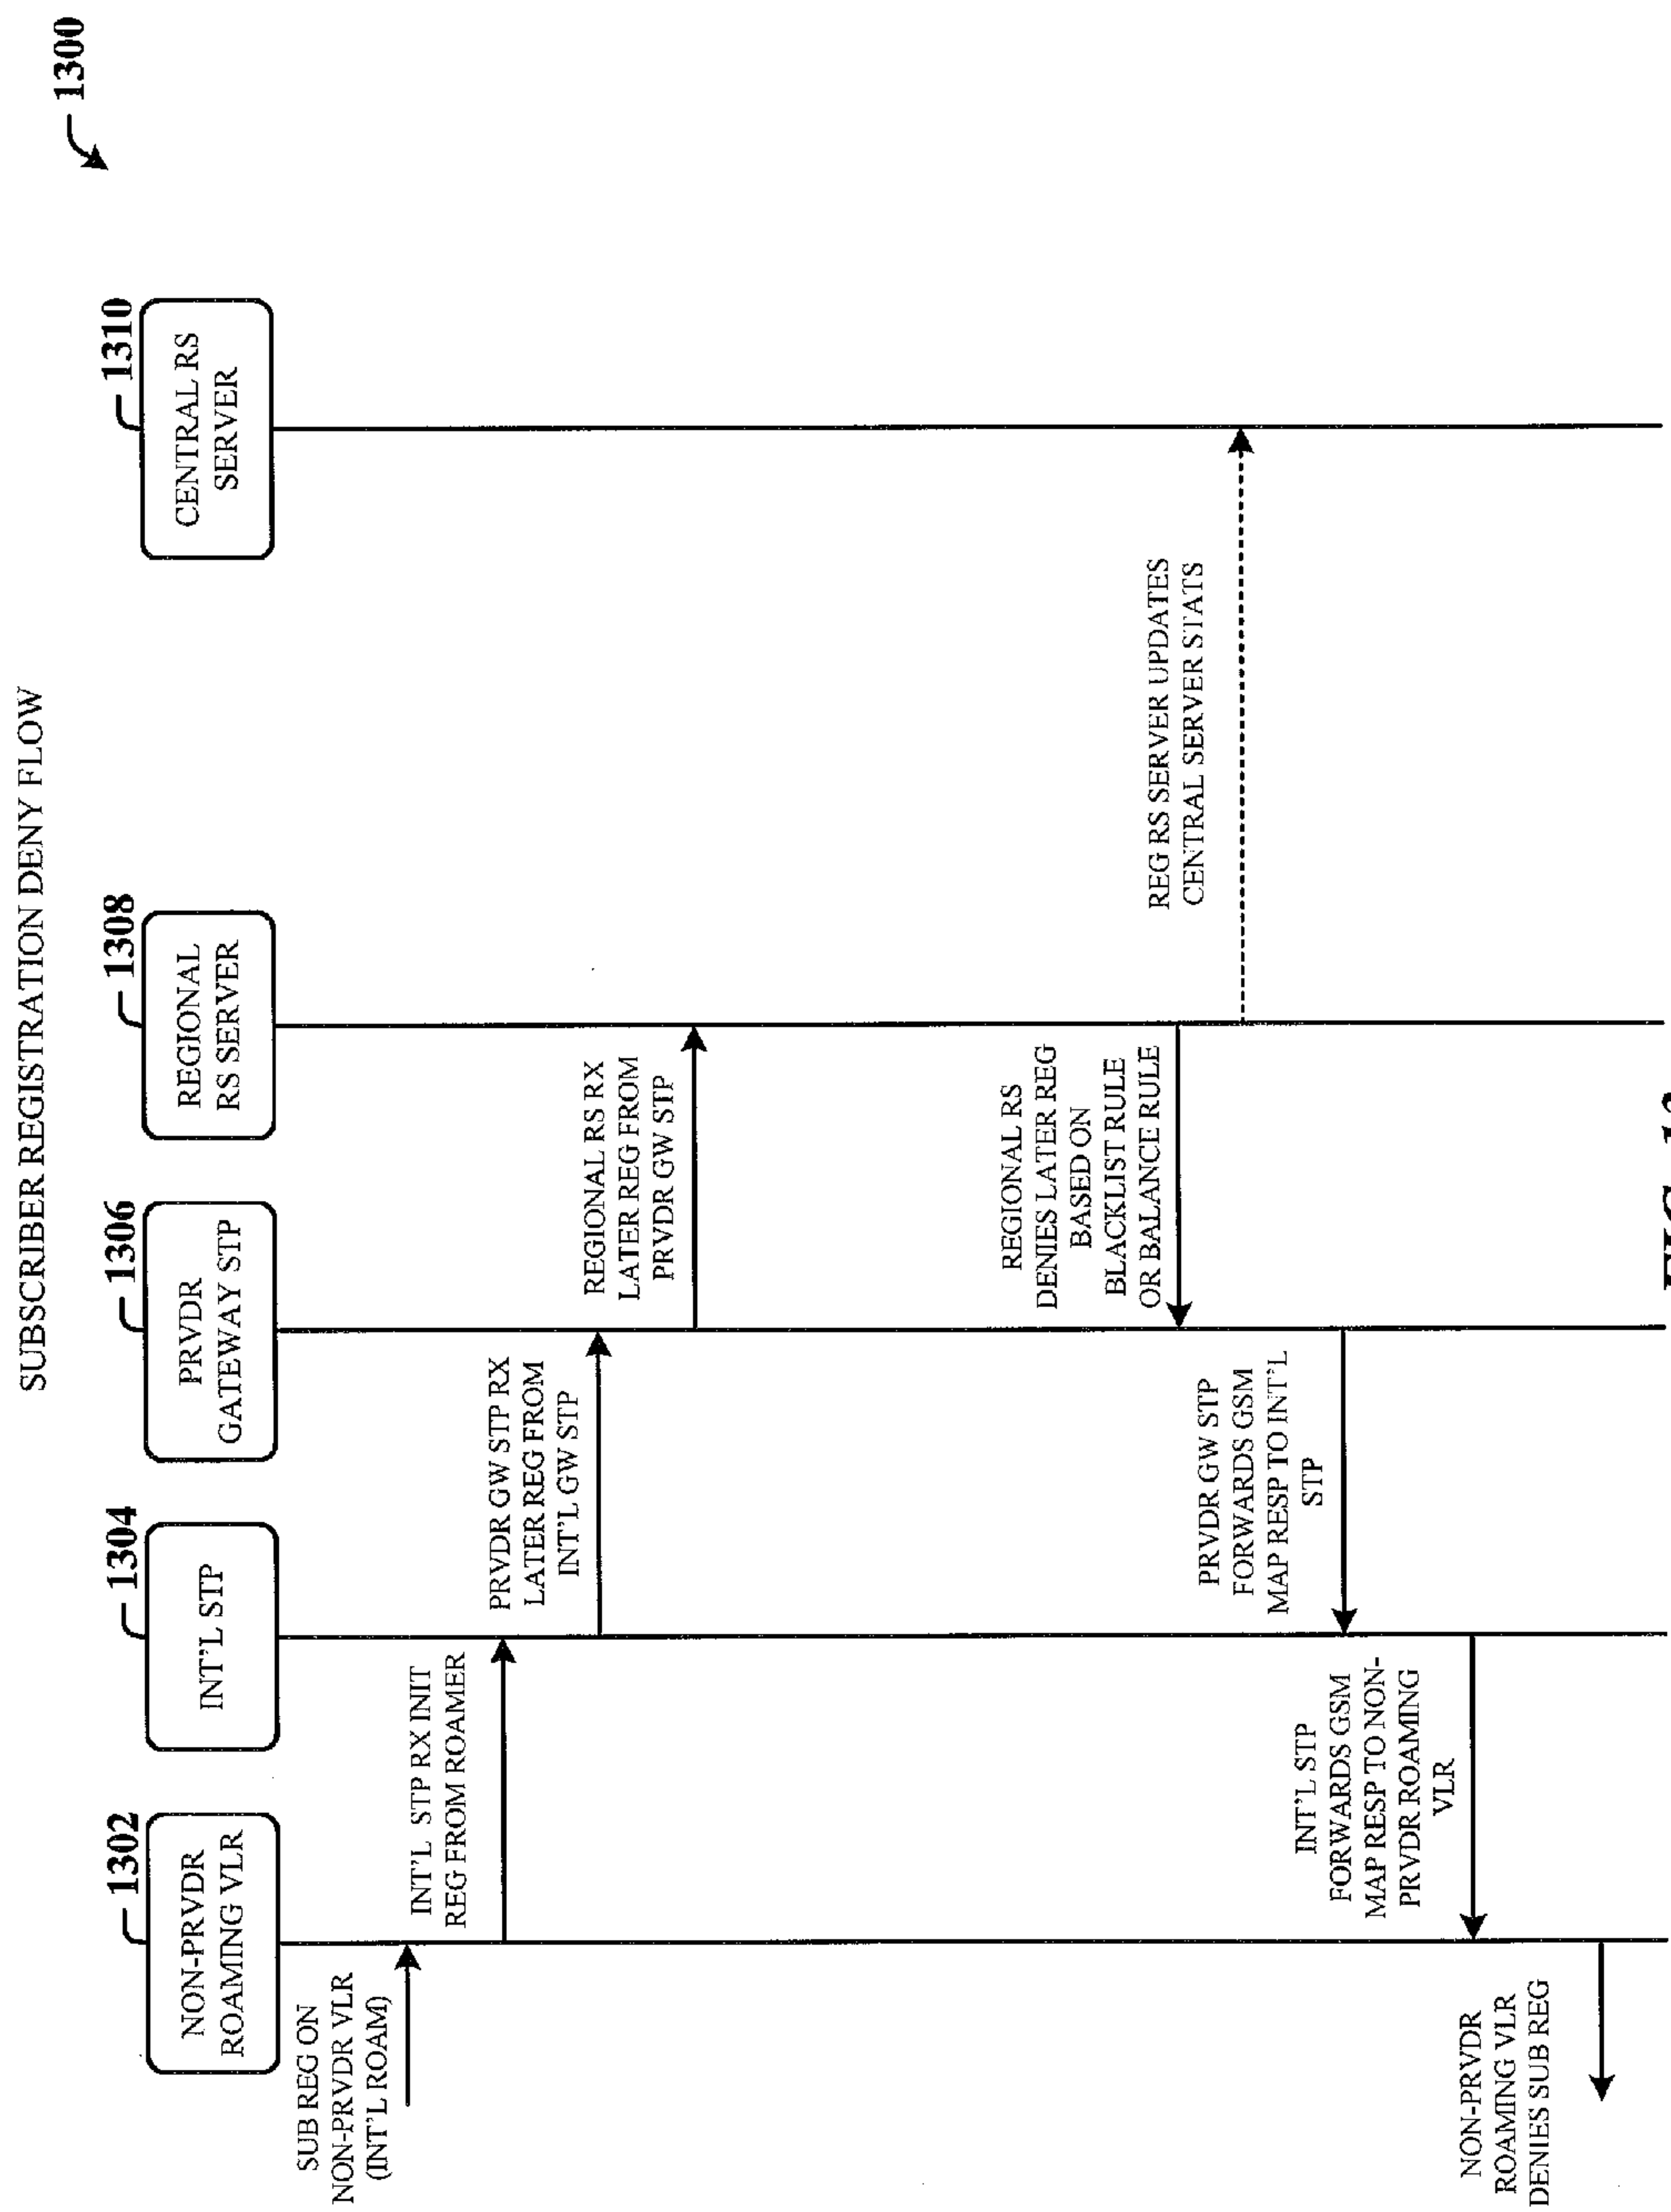 SUBSCRIBER REGISTRATION DENY FLOW
1300
1302
NON-PRVDR
ROAMING VLR
1304
INT'L STP
1306
PRVDR
GATEWAY STP
1308
REGIONAL
RS SERVER
1310
CENTRAL RS
SERVER
SUB REG ON
NON-PRVDR VLR
(INT'L ROAM)
INT'L STP RX INIT
REG FROM ROAMER
PRVDR GW STP RX
LATER REG FROM
INT'L GW STP
REGIONAL RS RX
LATER REG FROM
PRVDR GW STP
REGIONAL RS
DENIES LATER REG
BASED ON
BLACKLIST RULE
OR BALANCE RULE
REG RS SERVER UPDATES
CENTRAL SERVER STATS
PRVDR GW STP
FORWARDS GSM
MAP RESP TO INT'L
STP
INT'L STP
FORWARDS GSM
MAP RESP TO NON-
PRVDR ROAMING
VLR
NON-PRVDR
ROAMING VLR
DENIES SUB REG